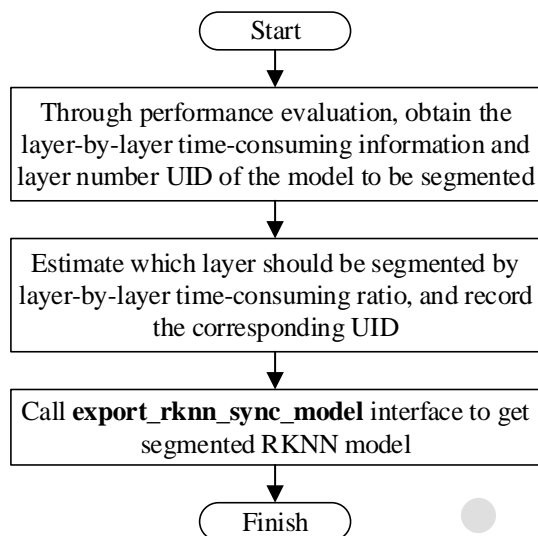 Start
Through performance evaluation, obtain the
layer-by-layer time-consuming information and
layer number UID of the model to be segmented
Estimate which layer should be segmented by
layer-by-layer time-consuming ratio, and record
the corresponding UID
Call export_rknn_sync_model interface to get
segmented RKNN model
Finish